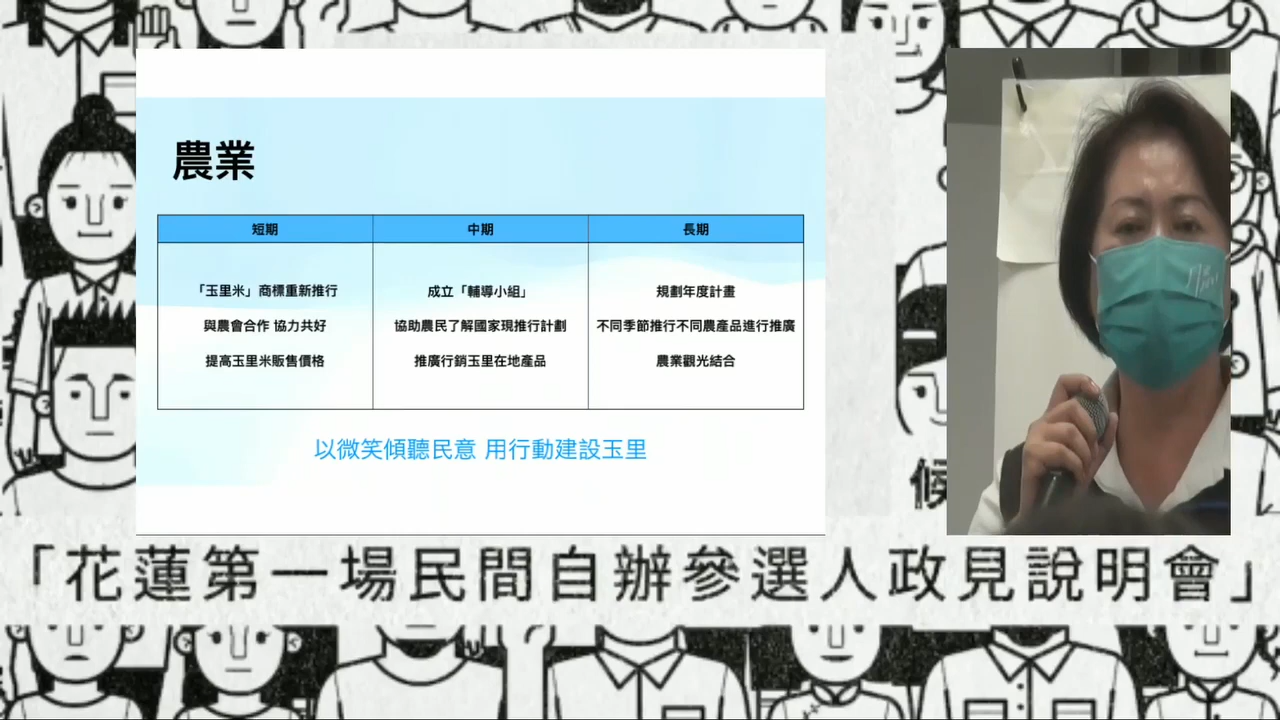 農業
短期
中期
長期
「玉里米」商標重新推行
成立「輔導小組」
規劃年度計畫
與農會合作 協力共好
協助農民了解國家現推行計劃
不同季節推行不同農產品進行推廣
提高玉里米販售價格
推廣行銷玉里在地產品
農業觀光結合
以微笑傾聽民意 用行動建設玉里
候
「花蓮第一場民間自辦參選人政見說明會」